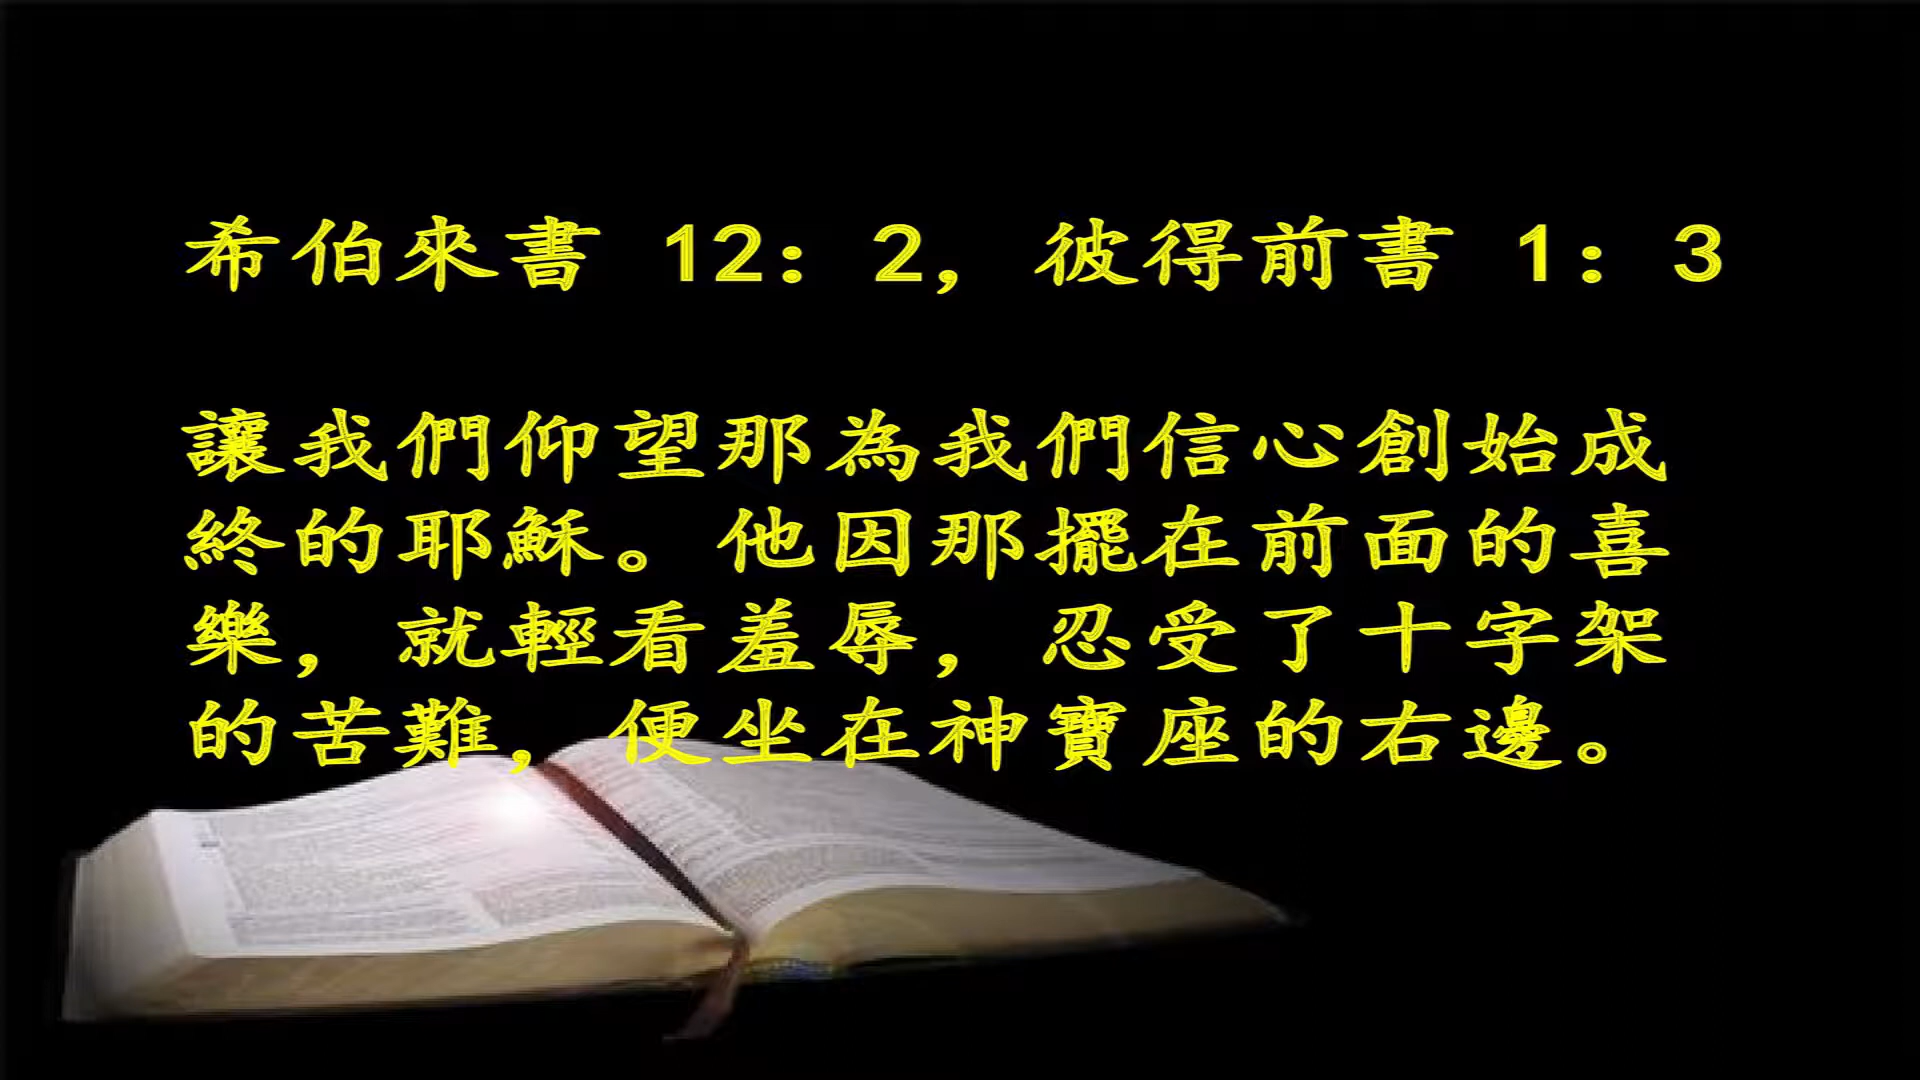 希伯來書 12：2，彼得前書 1：3
讓我們仰望那為我們信心創始成
終的耶穌。他因那擺在前面的喜
樂，就輕看羞辱，忍受了十字架
的苦難，便坐在神寶座的右邊。